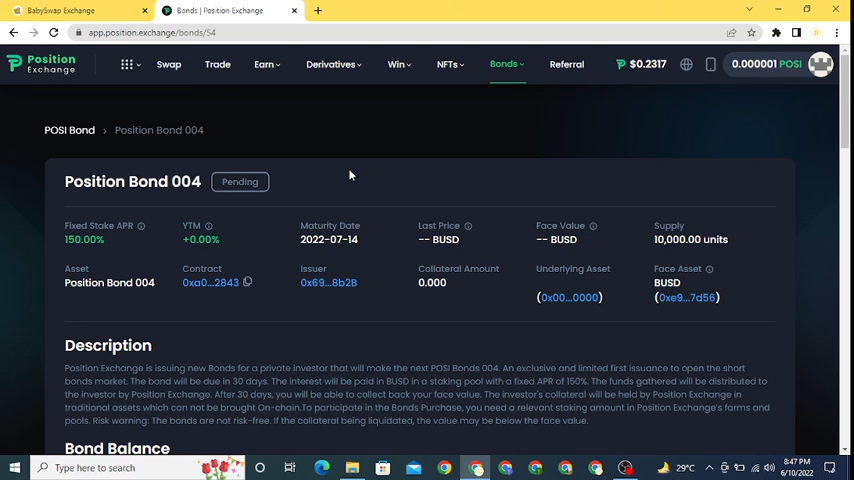 BabySwap Exchange
Bonds | Position Exchange
app.position.exchange/bonds/54
Position Exchange
Swap
Trade
Earn
Derivatives
Win
NFTs
Bonds
Referral
$0.2317
0.000001 POSI
POSI Bond > Position Bond 004
Position Bond 004
Pending
Fixed Stake APR
YTM
Maturity Date
Last Price
Face Value
Supply
150.00%
+0.00%
2022-07-14
-- BUSD
-- BUSD
10,000.00 units
Asset
Contract
Issuer
Collateral Amount
Underlying Asset
Face Asset
Position Bond 004
0xa0...2843
0x69...8b2B
0.000
BUSD
(0x00...0000)
(0xe9...7d56)
Description
Position Exchange is issuing new Bonds for a private investor that will make the next POSI Bonds 004. An exclusive and limited first issuance to open the short
bonds market. The bond will be due in 30 days. The interest will be paid in BUSD in a staking pool with a fixed APR of 150%. The funds gathered will be distributed to
the investor by Position Exchange. After 30 days, you will be able to collect back your face value. The investor's collateral will be held by Position Exchange in
traditional assets which can not be brought On-chain.To participate in the Bonds Purchase, you need a relevant staking amount in Position Exchange's farms and
pools. Risk warning: The bonds are not risk-free. If the collateral being liquidated, the value may be below the face value.
Bond Balance
Type here to search
29°C
8:47 PM
6/10/2022